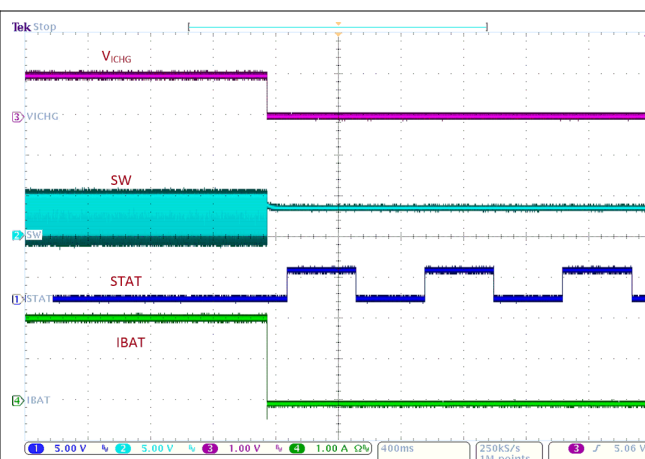 Tek Stop
VICHG
3 VICHG
SW
2 SW
STAT
1 STAT
IBAT
4 IBAT
1 5.00 V 2 5.00 V 3 1.00 V 4 1.00 A Ω 400ms 250kS/s 3 5.06 V
1M points